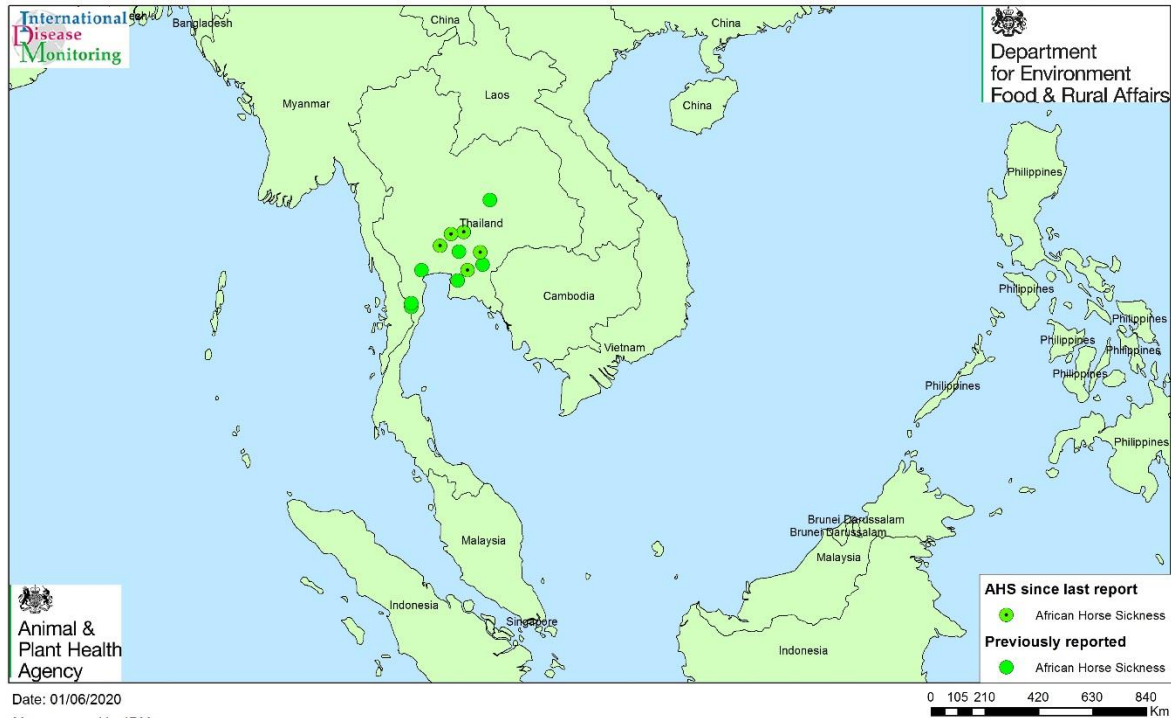 International
Disease
Monitoring
Bangladesh
China
China
Department
for Environment
Food & Rural Affairs
Myanmar
Laos
China
Philippines
Thailand
Cambodia
Vietnam
Philippines
Philippines
Philippines
Philippines
Philippines
Philippines
Philippines
Brunei Darussalam
Brunei Darussalam
Malaysia
Malaysia
Indonesia
Singapore
Indonesia
AHS since last report
African Horse Sickness
Previously reported
African Horse Sickness
Animal &
Plant Health
Agency
Date: 01/06/2020
0 105 210 420 630 840
Km